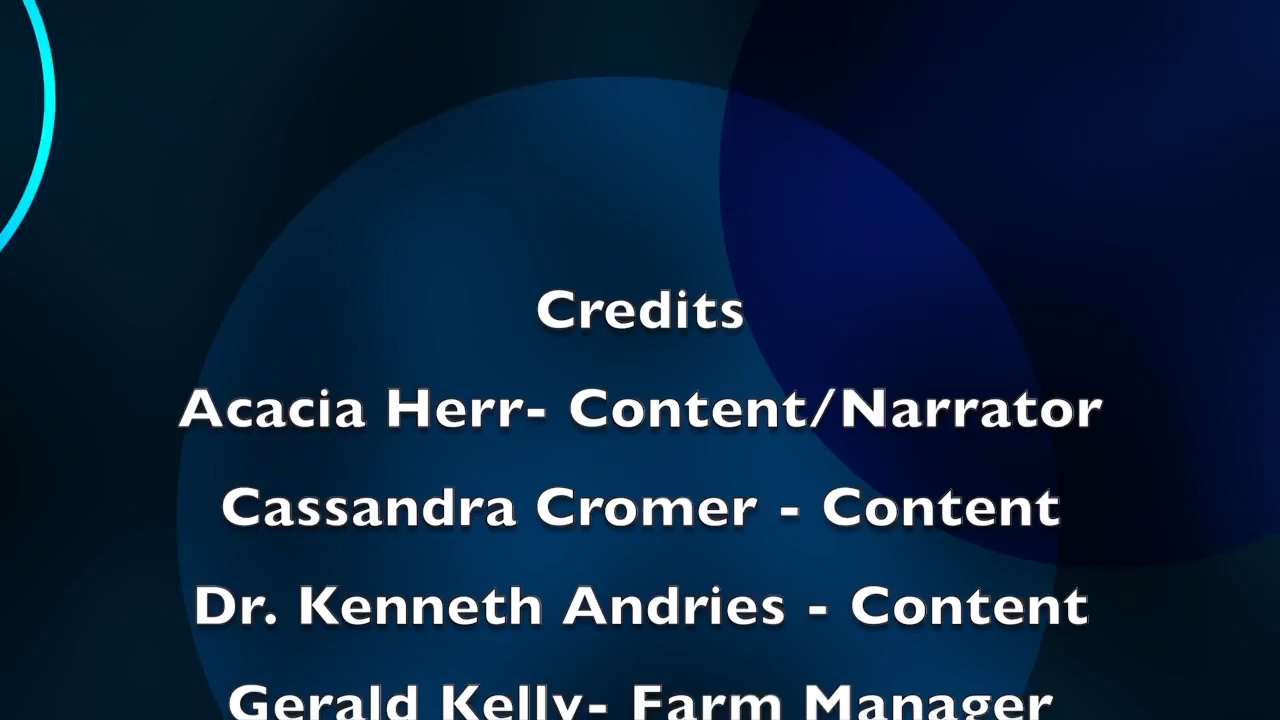 Credits
Acacia Herr- Content/Narrator
Cassandra Cromer - Content
Dr. Kenneth Andries - Content
Gerald Kelly- Farm Manager